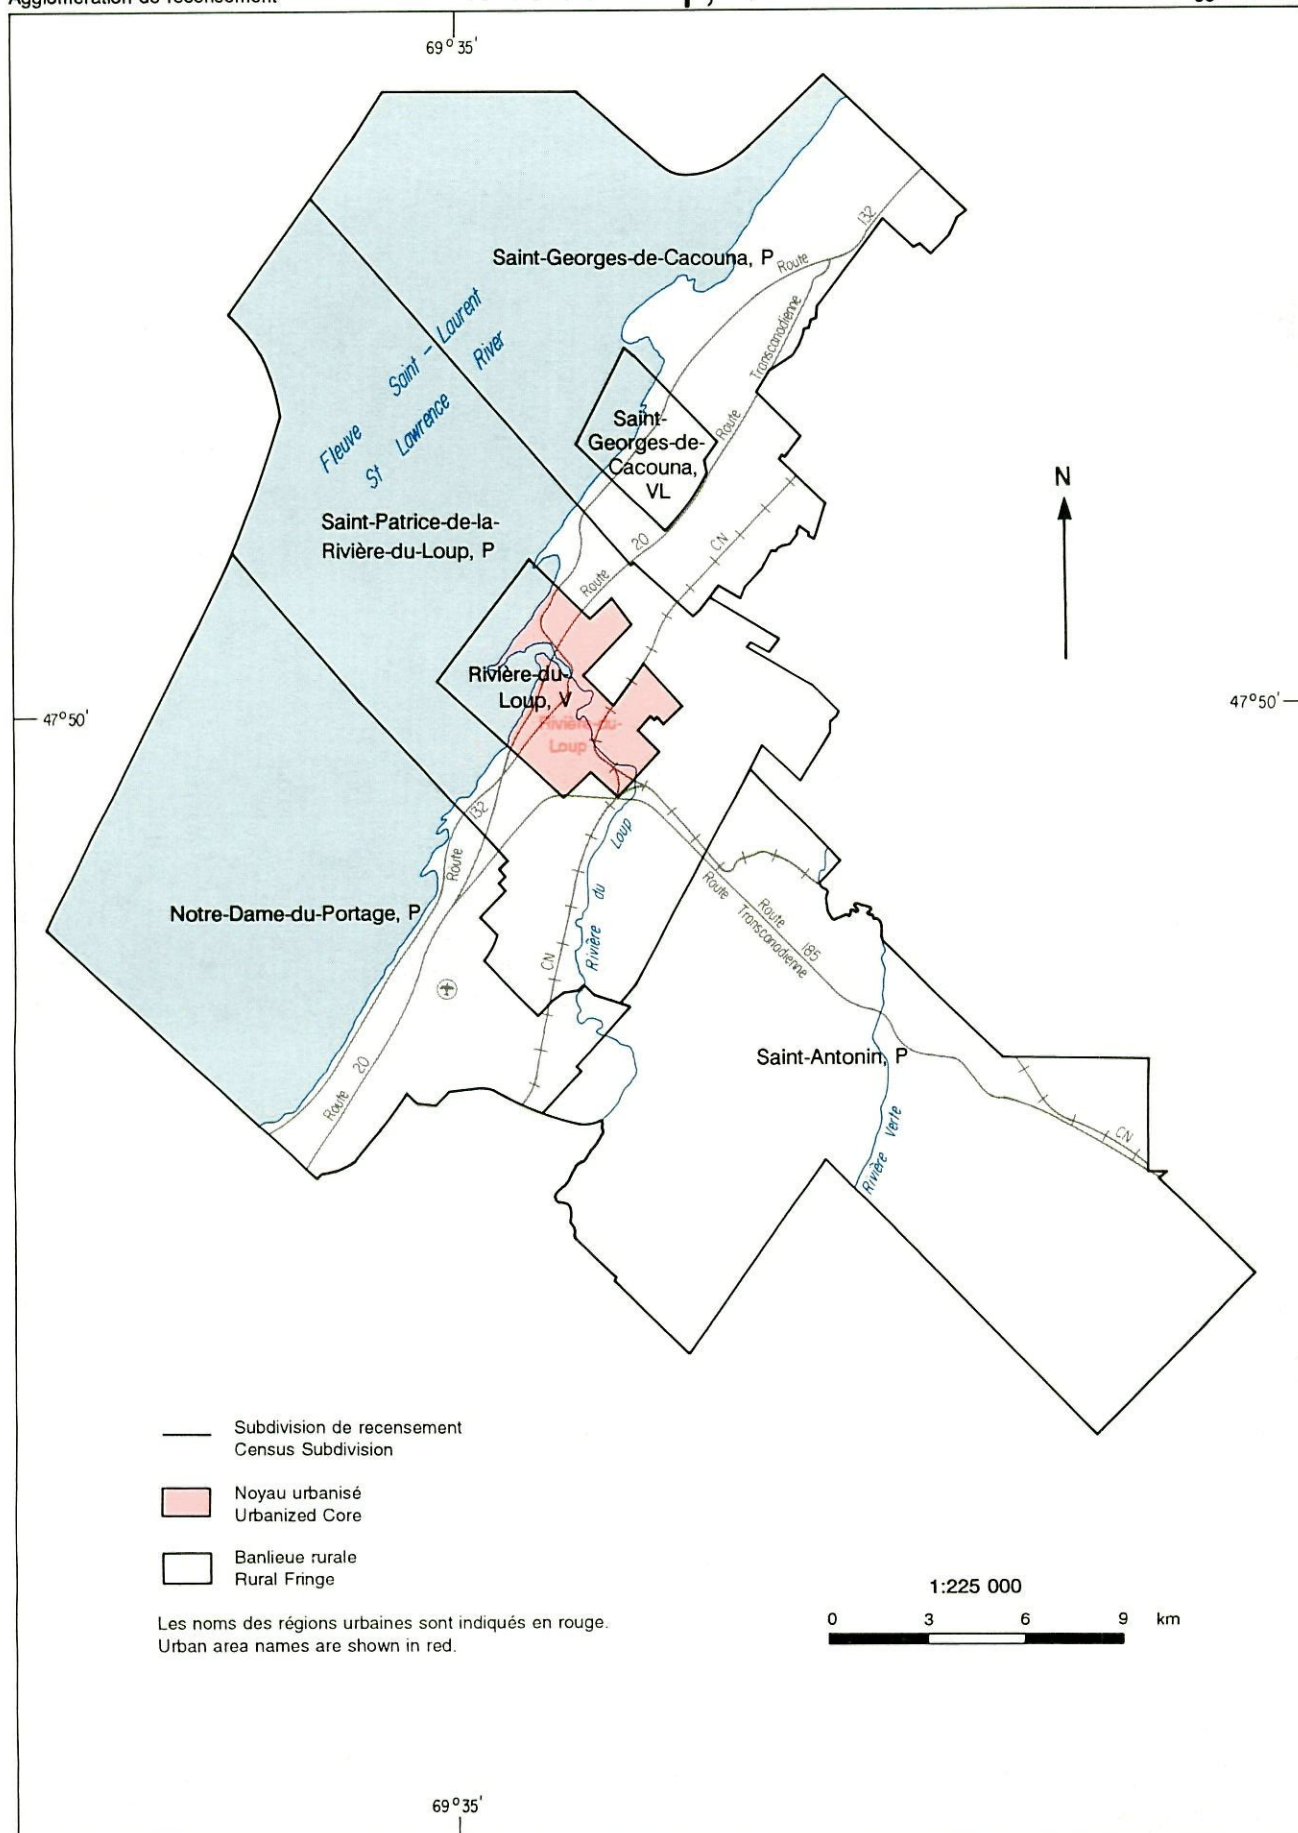 Agglomération de recensement
69° 35'
132
Saint-Georges-de-Cacouna, P
Route
Transcanadienne
Fleuve Saint - Laurent
St Lawrence River
Saint-
Georges-de-
Cacouna,
VL
Route
N
Saint-Patrice-de-la-
Rivière-du-Loup, P
20
CN
Route
Rivière-du-
Loup, V
47°50'
47°50'
Rivière-du-
Loup
132
Route
Loup
du
Rivière
Route
Transcanadienne
Route
185
Notre-Dame-du-Portage, P
CN
Saint-Antonin, P
Route 20
CN
Rivière Verte
Subdivision de recensement
Census Subdivision
Noyau urbanisé
Urbanized Core
Banlieue rurale
Rural Fringe
1:225 000
0 3 6 9 km
Les noms des régions urbaines sont indiqués en rouge.
Urban area names are shown in red.
69°35'